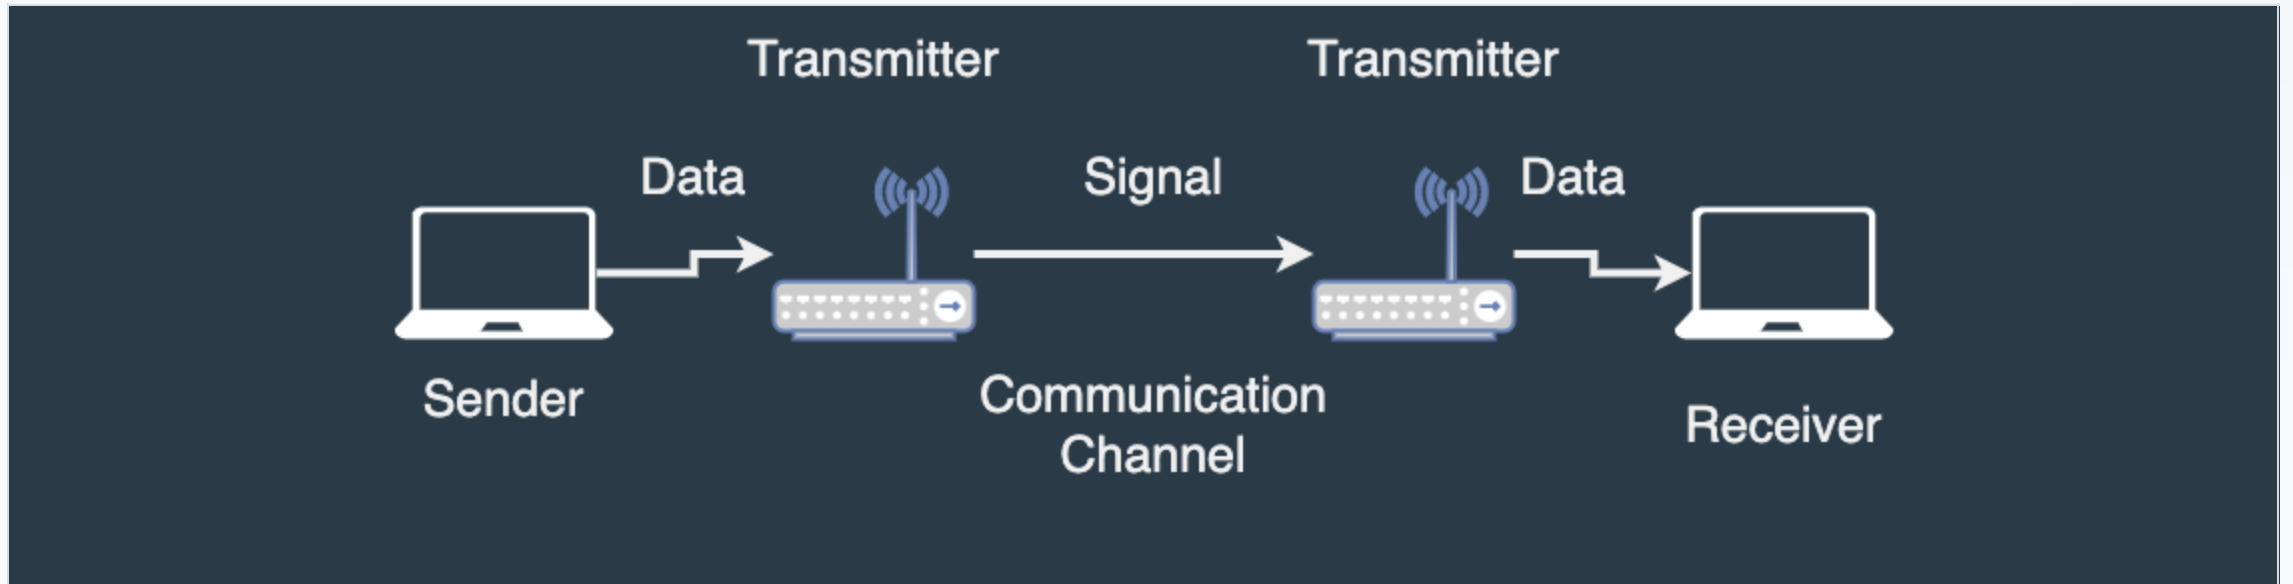 Transmitter
Transmitter
Data
Signal
Data
Sender
Communication
Channel
Receiver